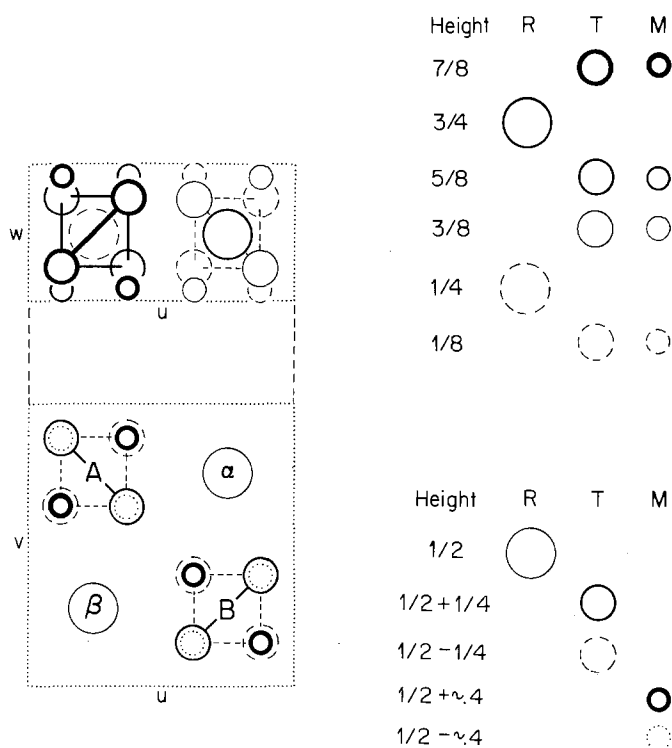 Height R T M
7/8
3/4
5/8
3/8
1/4
1/8
w
u
A
α
v
β
B
u
Height R T M
1/2
1/2+1/4
1/2-1/4
1/2+~.4
1/2-~.4